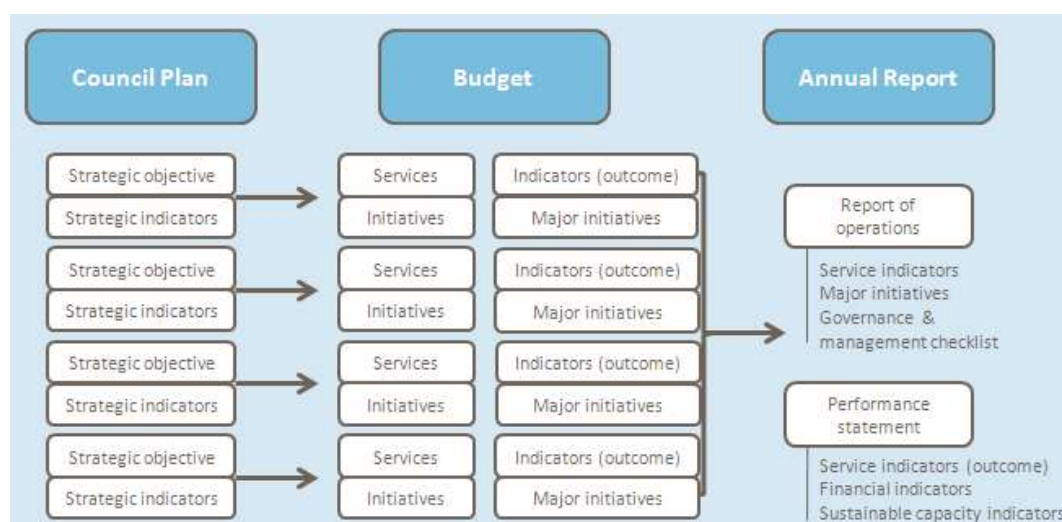 Council Plan
Budget
Annual Report
Strategic objective
Strategic indicators
Services
Initiatives
Indicators (outcome)
Major initiatives
Strategic objective
Strategic indicators
Services
Initiatives
Indicators (outcome)
Major initiatives
Strategic objective
Strategic indicators
Services
Initiatives
Indicators (outcome)
Major initiatives
Strategic objective
Strategic indicators
Services
Initiatives
Indicators (outcome)
Major initiatives
Report of
operations
Service indicators
Major initiatives
Governance &
management checklist
Performance
statement
Service indicators (outcome)
Financial indicators
Sustainable capacity indicators